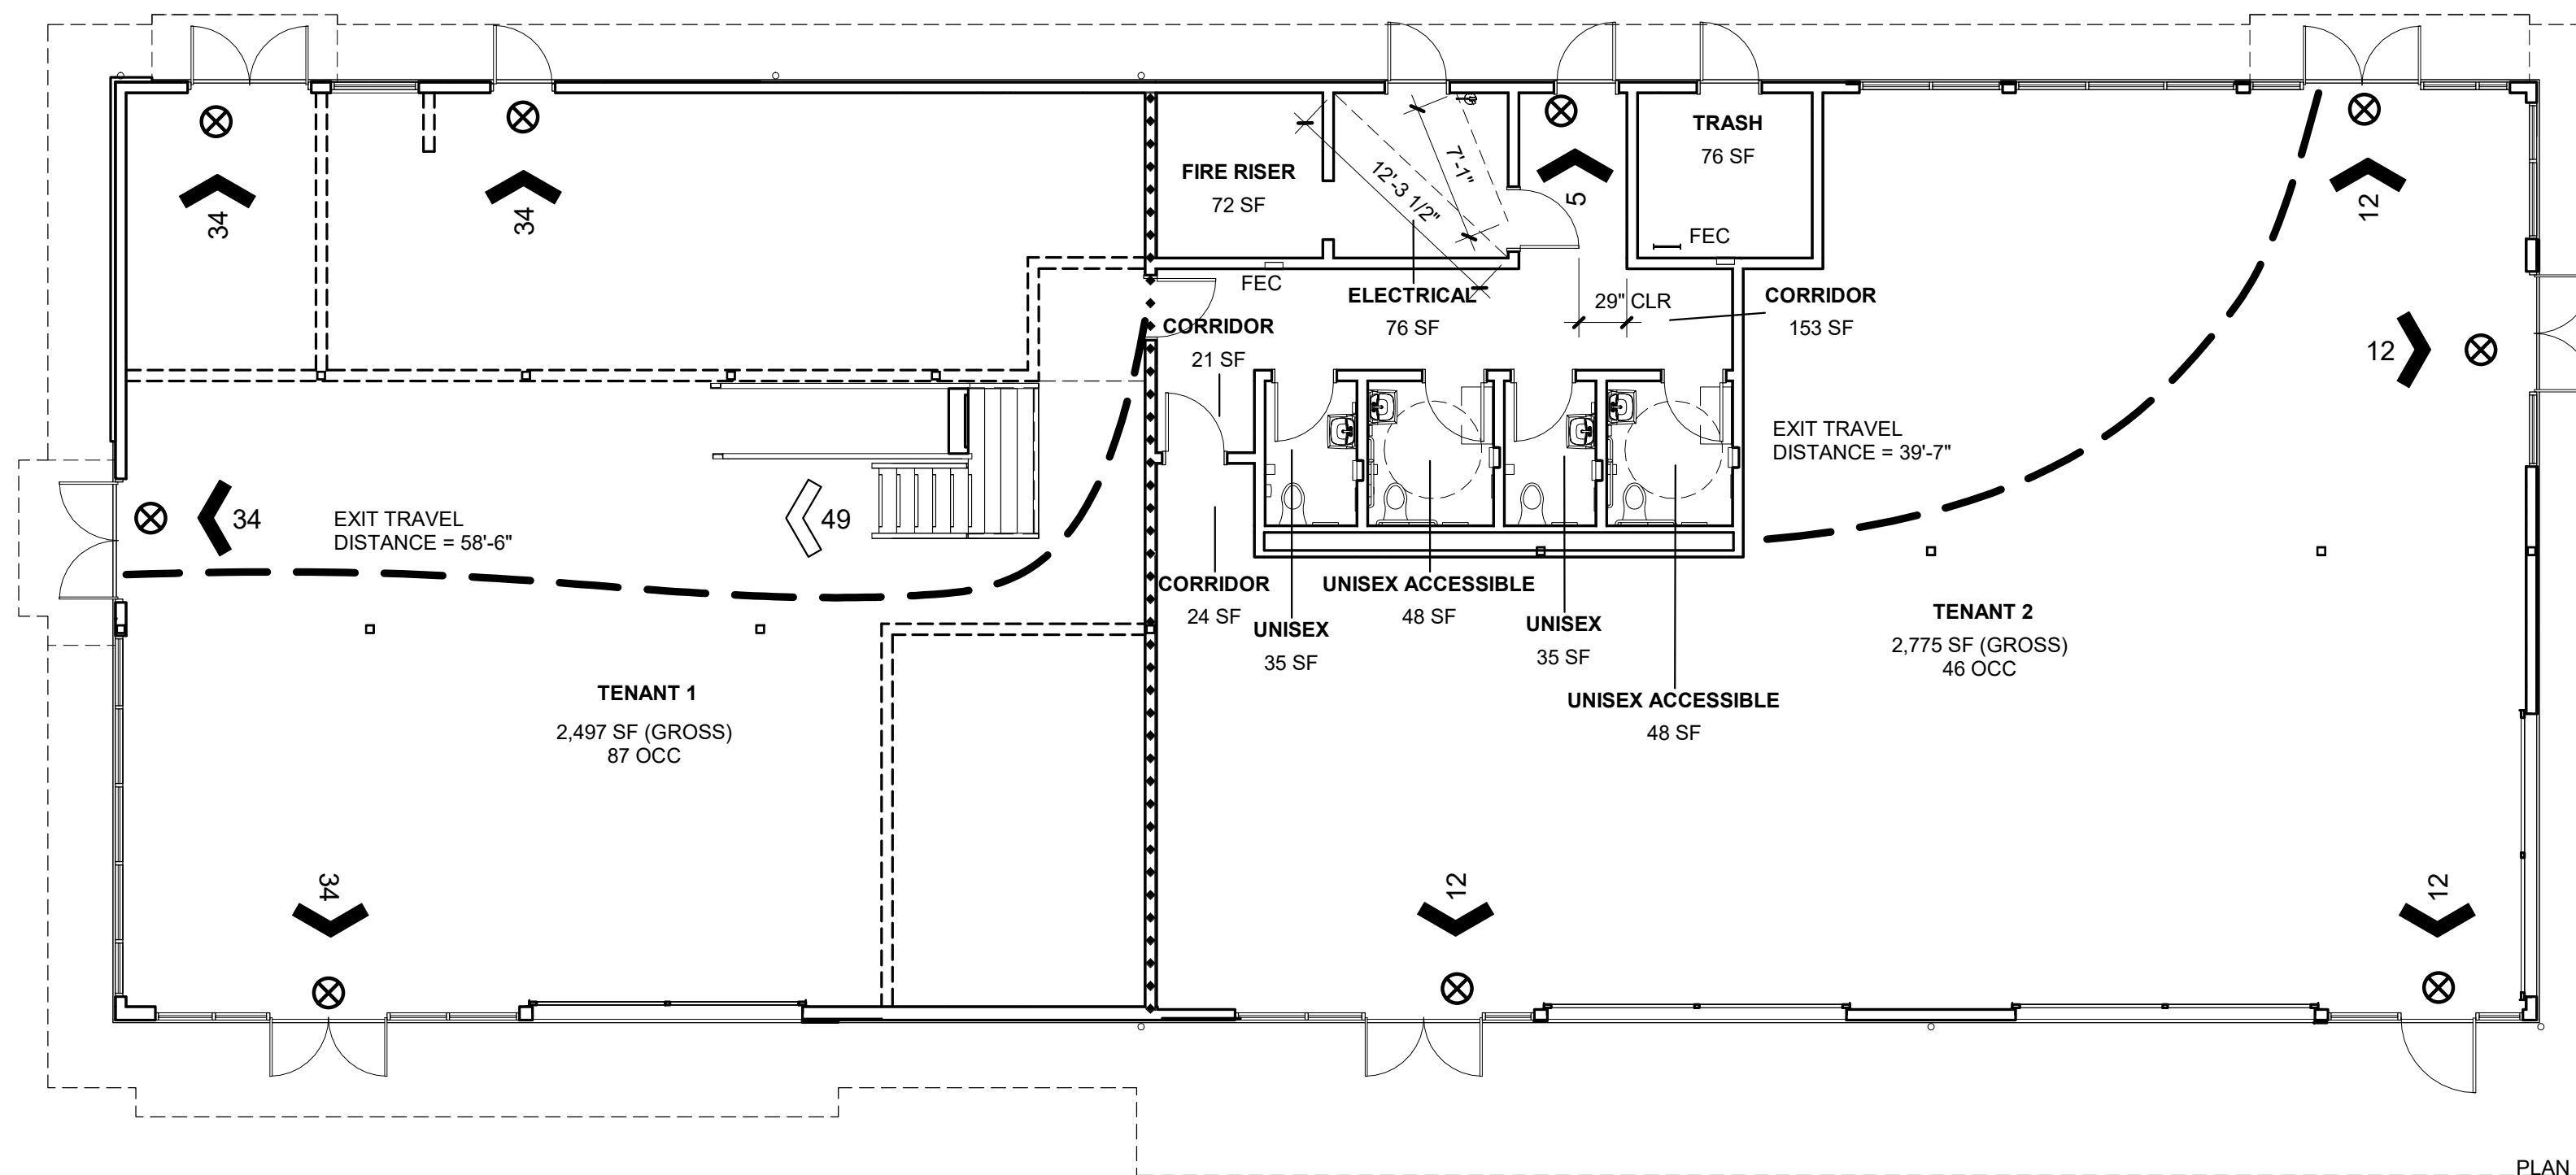 34
34
FIRE RISER
72 SF
12'-3 1/2"
7'-1"
5
TRASH
76 SF
FEC
12
FEC
ELECTRICAL
76 SF
29" CLR
CORRIDOR
153 SF
CORRIDOR
21 SF
12
34
EXIT TRAVEL
DISTANCE = 58'-6"
49
EXIT TRAVEL
DISTANCE = 39'-7"
CORRIDOR
24 SF
UNISEX
35 SF
UNISEX ACCESSIBLE
48 SF
UNISEX
35 SF
UNISEX ACCESSIBLE
48 SF
TENANT 2
2,775 SF (GROSS)
46 OCC
TENANT 1
2,497 SF (GROSS)
87 OCC
34
12
12
PLAN